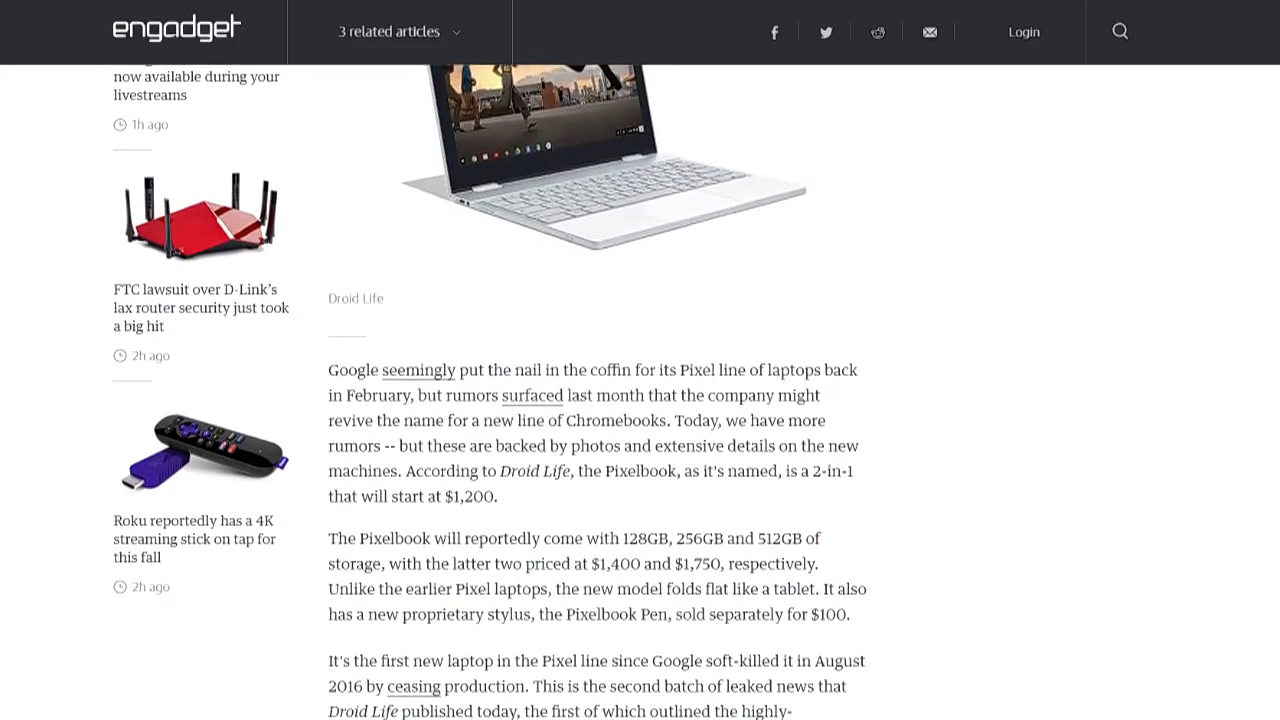 engadget
3 related articles
Login
now available during your
livestreams
1h ago
FTC lawsuit over D-Link's
lax router security just took
a big hit
2h ago
Roku reportedly has a 4K
streaming stick on tap for
this fall
2h ago
Droid Life
Google seemingly put the nail in the coffin for its Pixel line of laptops back
in February, but rumors surfaced last month that the company might
revive the name for a new line of Chromebooks. Today, we have more
rumors -- but these are backed by photos and extensive details on the new
machines. According to Droid Life, the Pixelbook, as it's named, is a 2-in-1
that will start at $1,200.
The Pixelbook will reportedly come with 128GB, 256GB and 512GB of
storage, with the latter two priced at $1,400 and $1,750, respectively.
Unlike the earlier Pixel laptops, the new model folds flat like a tablet. It also
has a new proprietary stylus, the Pixelbook Pen, sold separately for $100.
It's the first new laptop in the Pixel line since Google soft-killed it in August
2016 by ceasing production. This is the second batch of leaked news that
Droid Life published today, the first of which outlined the highly-